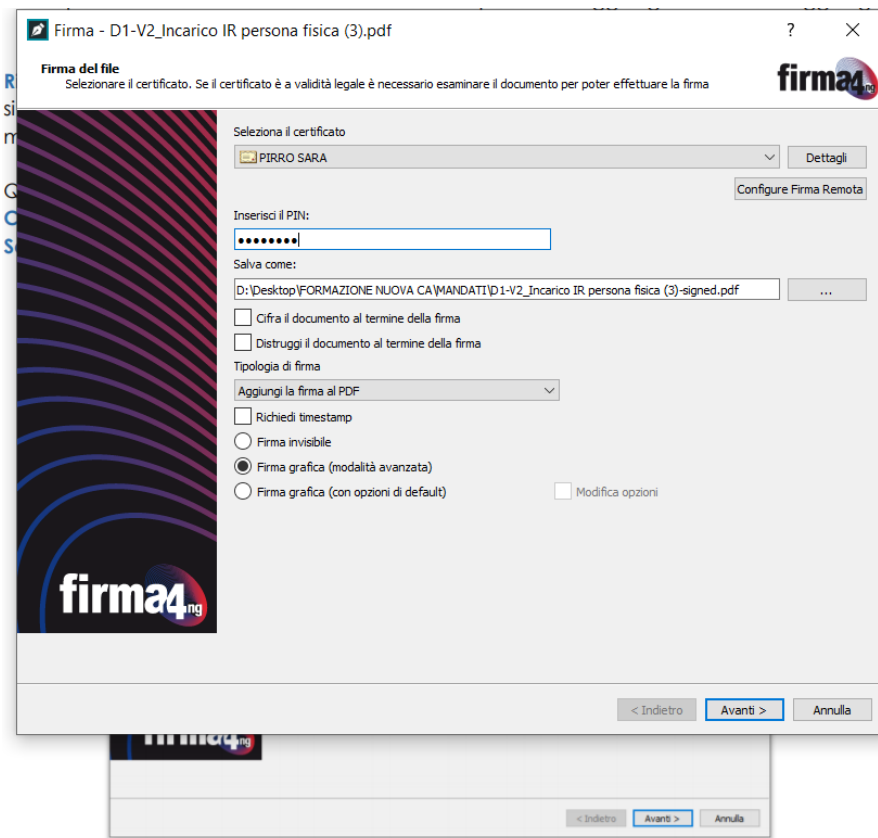 Firma - D1-V2_Incarico IR persona fisica (3).pdf
? ×
Firma del file
Selezionare il certificato. Se il certificato è a validità legale è necessario esaminare il documento per poter effettuare la firma
firma4ng
Seleziona il certificato
PIRRO SARA
Dettagli
Configure Firma Remota
Inserisci il PIN:
••••••••
Salva come:
D:\Desktop\FORMAZIONE NUOVA CA\MANDATI\D1-V2_Incarico IR persona fisica (3)-signed.pdf
...
Cifra il documento al termine della firma
Distruggi il documento al termine della firma
Tipologia di firma
Aggiungi la firma al PDF
Richiedi timestamp
Firma invisibile
Firma grafica (modalità avanzata)
Firma grafica (con opzioni di default)
Modifica opzioni
firma4ng
< Indietro
Avanti >
Annulla
< Indietro
Avanti >
Annulla